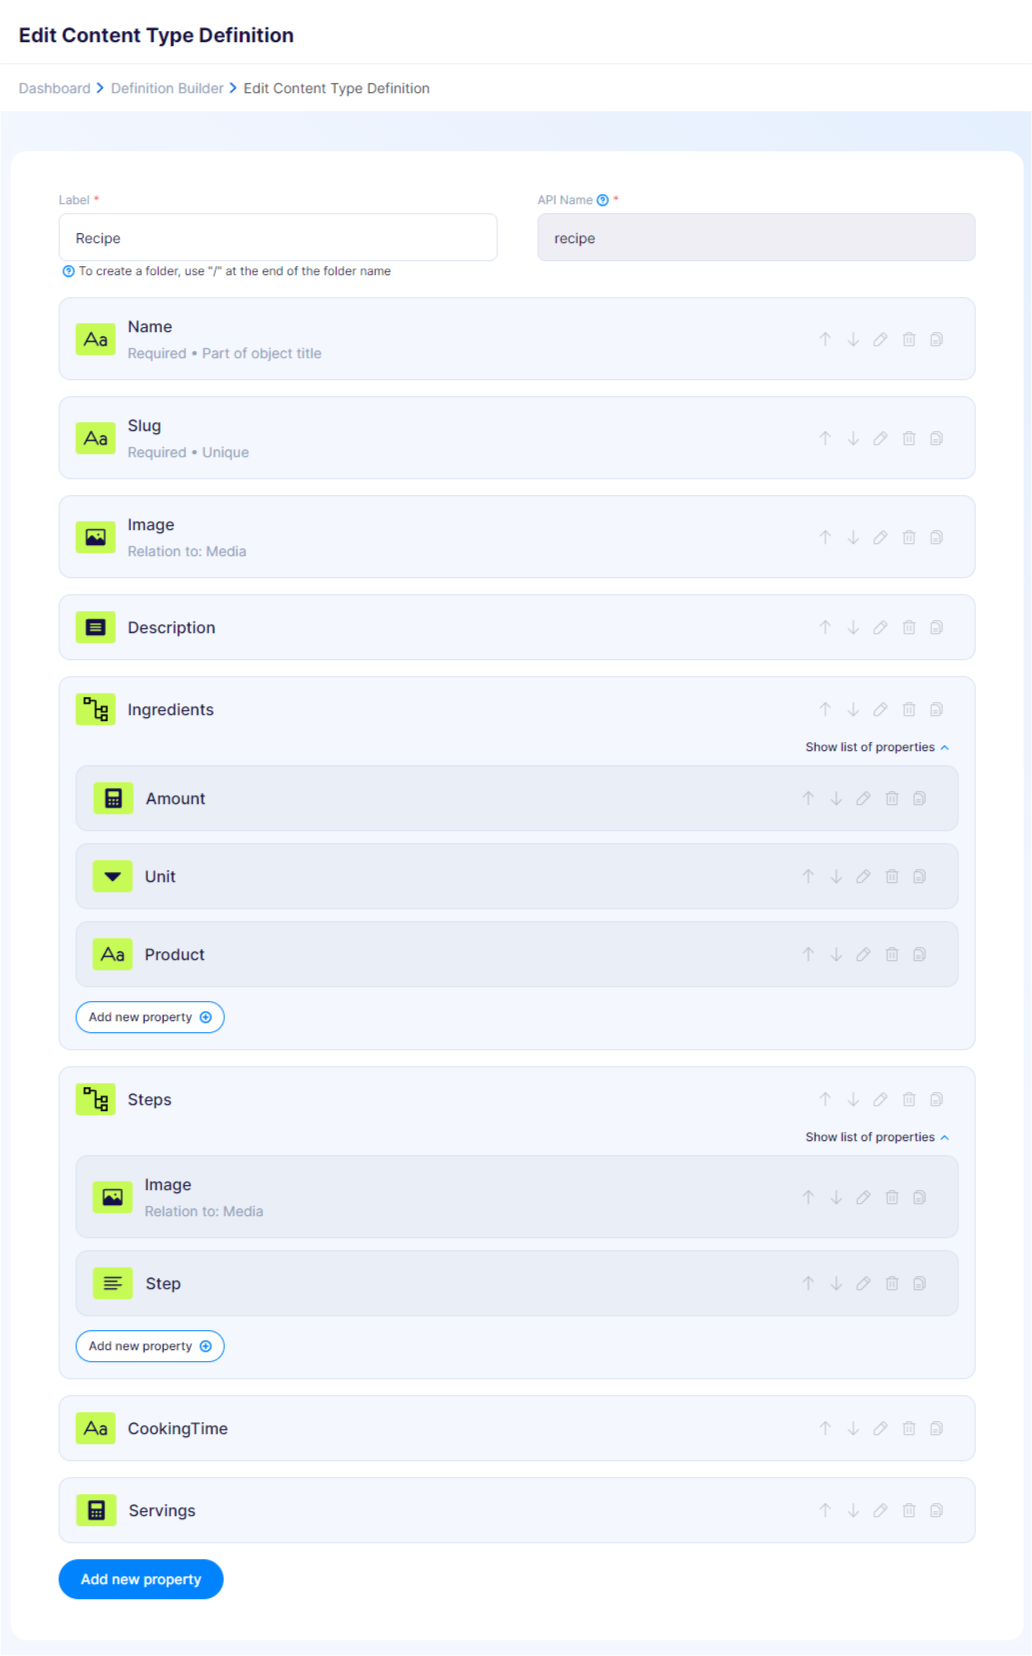 Edit Content Type Definition
Dashboard > Definition Builder > Edit Content Type Definition
Label *
API Name *
Recipe
recipe
To create a folder, use "/" at the end of the folder name
Aa Name
Required • Part of object title
Aa Slug
Required • Unique
Image
Relation to: Media
Description
Ingredients
Show list of properties
Amount
Unit
Aa Product
Add new property
Steps
Show list of properties
Image
Relation to: Media
Step
Add new property
Aa CookingTime
Servings
Add new property